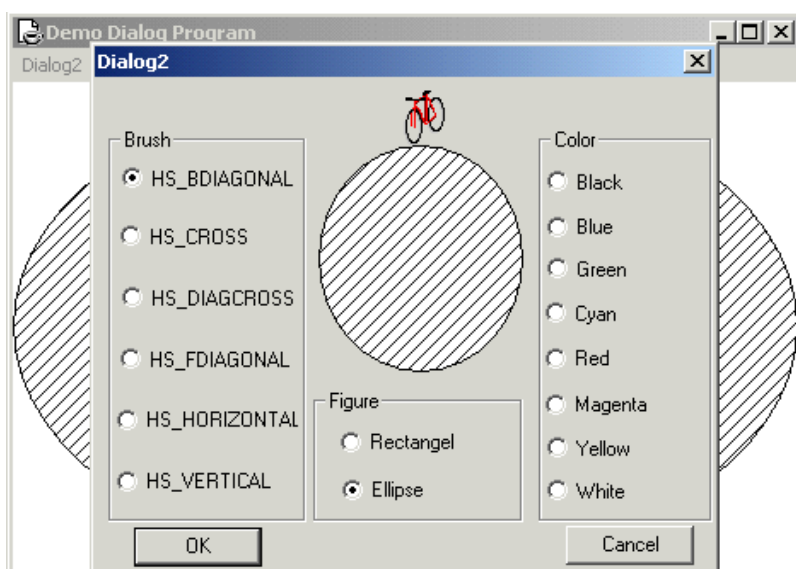 Demo Dialog Program
Dialog2
Dialog2
Brush
HS_BDIAGONAL
HS_CROSS
HS_DIAGCROSS
HS_FDIAGONAL
HS_HORIZONTAL
HS_VERTICAL
Figure
Rectangel
Ellipse
Color
Black
Blue
Green
Cyan
Red
Magenta
Yellow
White
OK
Cancel